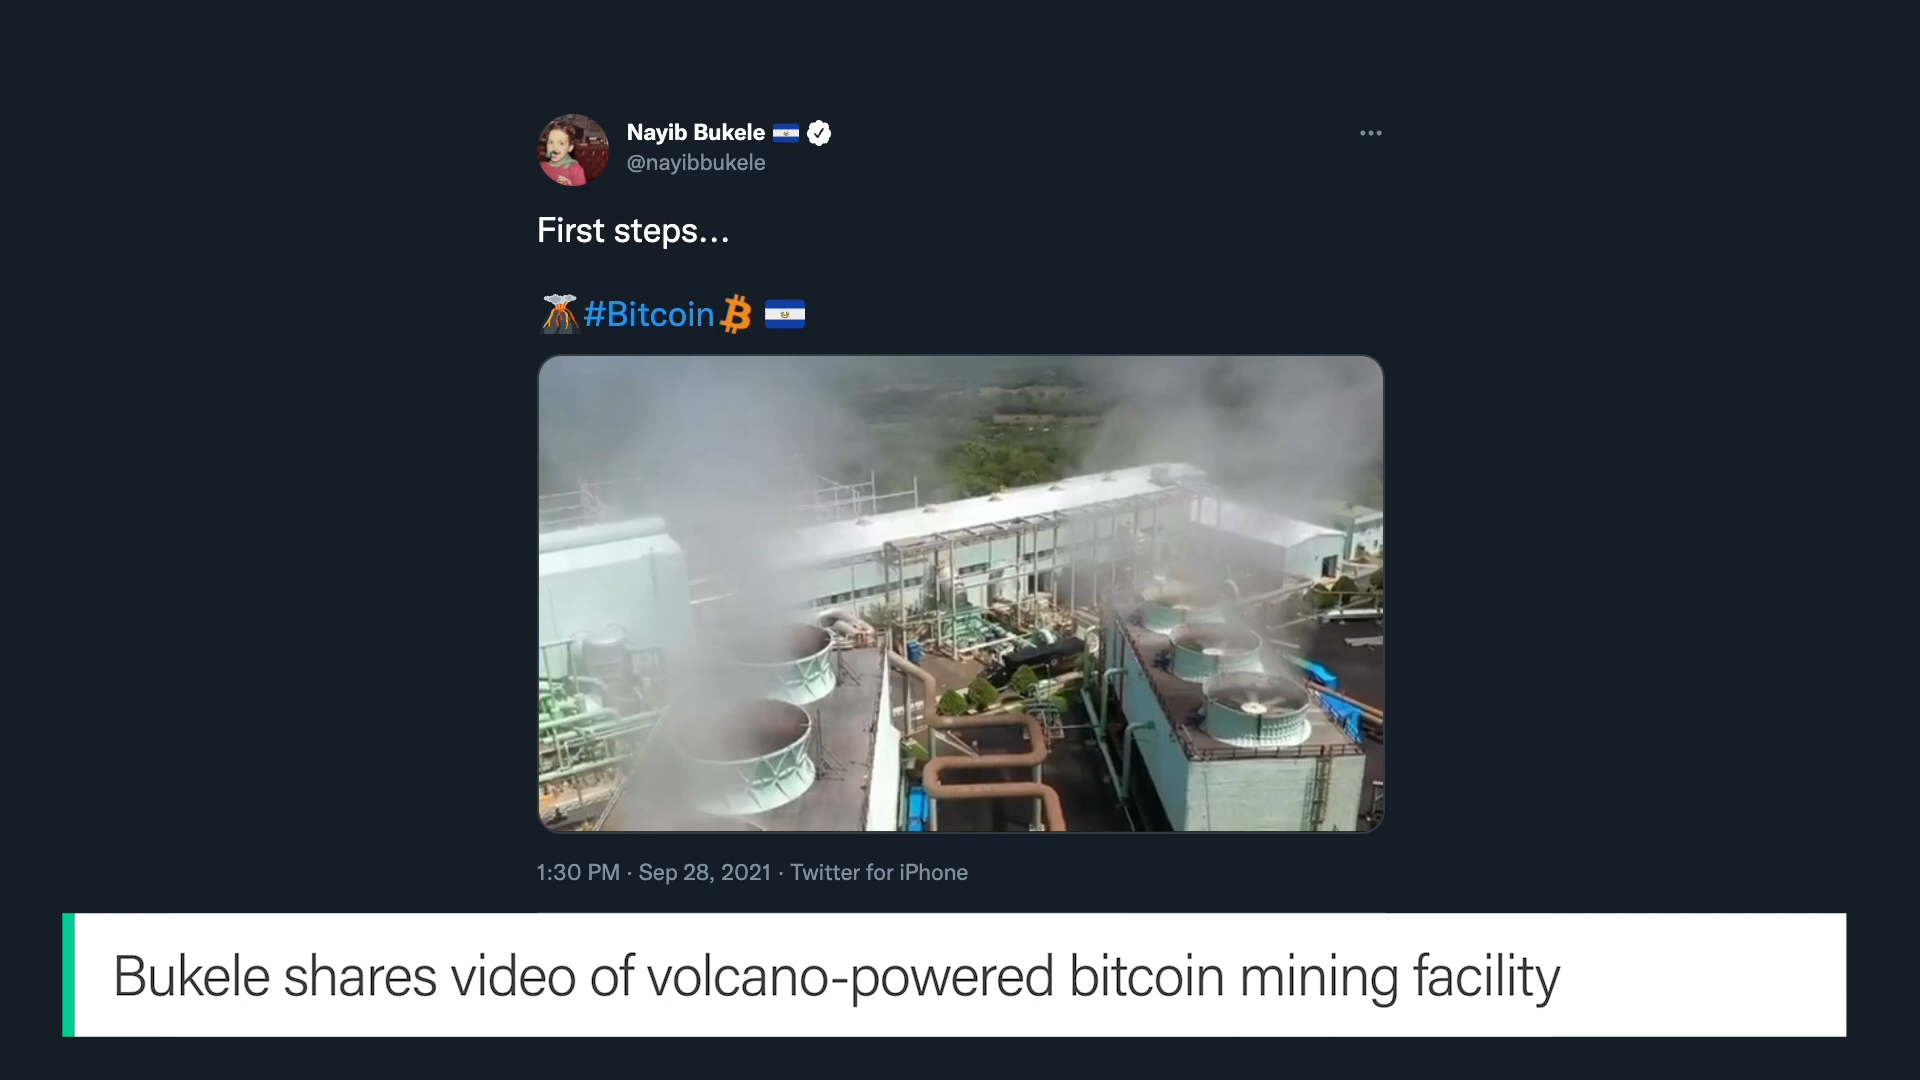 Nayib Bukele 🇸🇻
@nayibbukele
First steps...
🌋#Bitcoin₿ 🇸🇻
1:30 PM · Sep 28, 2021 · Twitter for iPhone
Bukele shares video of volcano-powered bitcoin mining facility